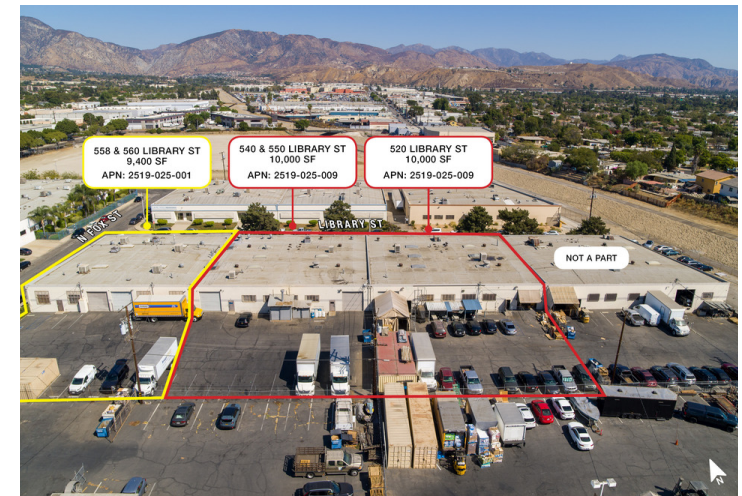 558 & 560 LIBRARY ST
9,400 SF
APN: 2519-025-001
540 & 550 LIBRARY ST
10,000 SF
APN: 2519-025-009
520 LIBRARY ST
10,000 SF
APN: 2519-025-009
N FOX ST
LIBRARY ST
NOT A PART
N